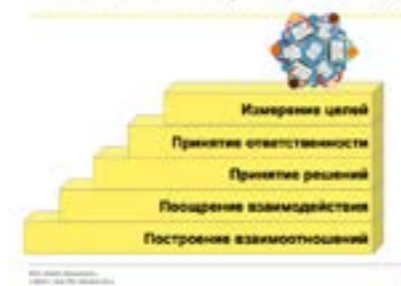 Измерение целей
Принятие ответственности
Принятие решений
Поощрение взаимодействия
Построение взаимоотношений